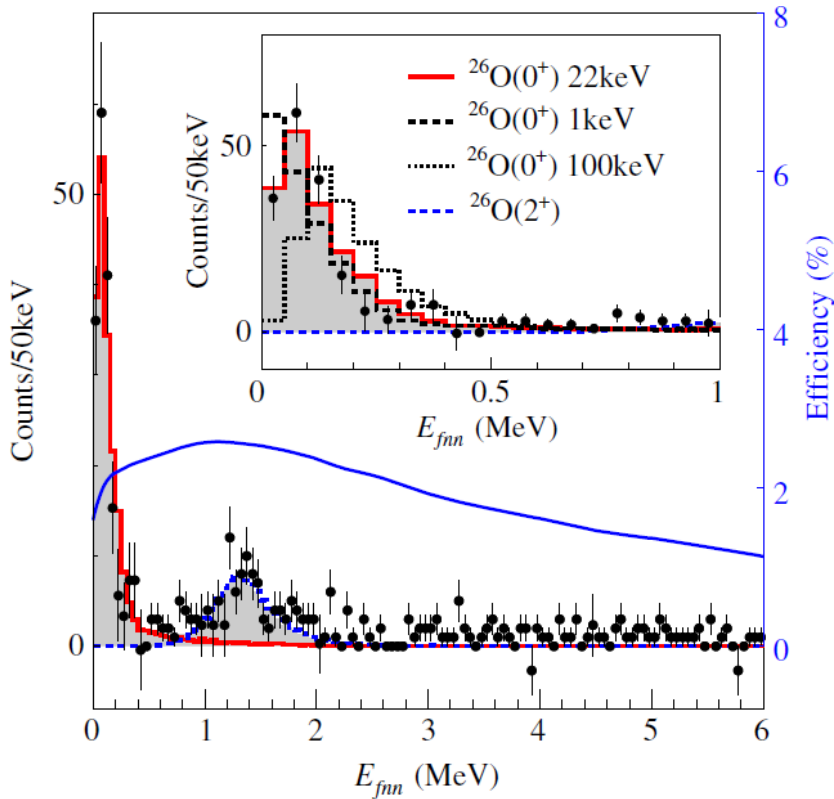 Counts/50keV
50
0
0
1
2
3
4
5
6
E_fnn (MeV)
8
6
4
2
0
Efficiency (%)
Counts/50keV
50
0
0
0.5
1
E_fnn (MeV)
²⁶O(0⁺) 22keV
²⁶O(0⁺) 1keV
²⁶O(0⁺) 100keV
²⁶O(2⁺)